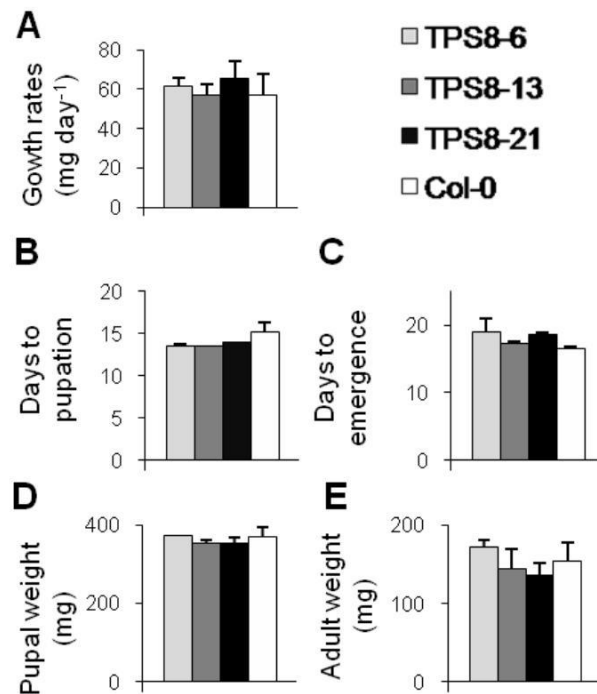 A
Gowth rates
(mg day-1)
80
60
40
20
0
TPS8-6
TPS8-13
TPS8-21
Col-0
B
Days to
pupation
20
15
10
5
0
C
Days to
emergence
20
10
0
D
Pupal weight
(mg)
400
200
0
E
Adult weight
(mg)
200
100
0